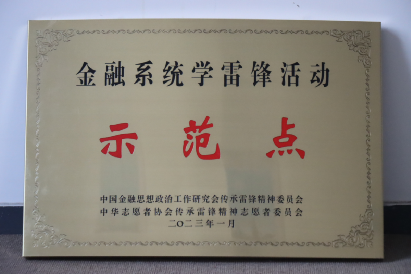 金融系统学雷锋活动
示范点
中国金融思想政治工作研究会传承雷锋精神委员会
中华志愿者协会传承雷锋精神志愿者委员会
二〇二三年一月